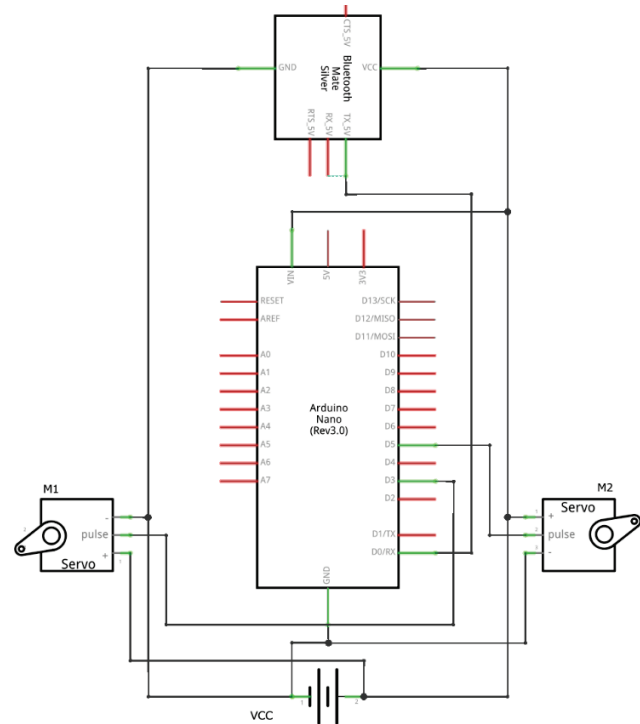 CTS_5V
GND
VCC
Bluetooth
Mate
Silver
RTS_5V
RX_5V
TX_5V
VIN
5V
3V3
RESET
AREF
A0
A1
A2
A3
A4
A5
A6
A7
D13/SCK
D12/MISO
D11/MOSI
D10
D9
D8
D7
D6
D5
D4
D3
D2
D1/TX
D0/RX
Arduino
Nano
(Rev3.0)
GND
M1
-
pulse
+
Servo
M2
Servo
+
pulse
-
VCC
1
2